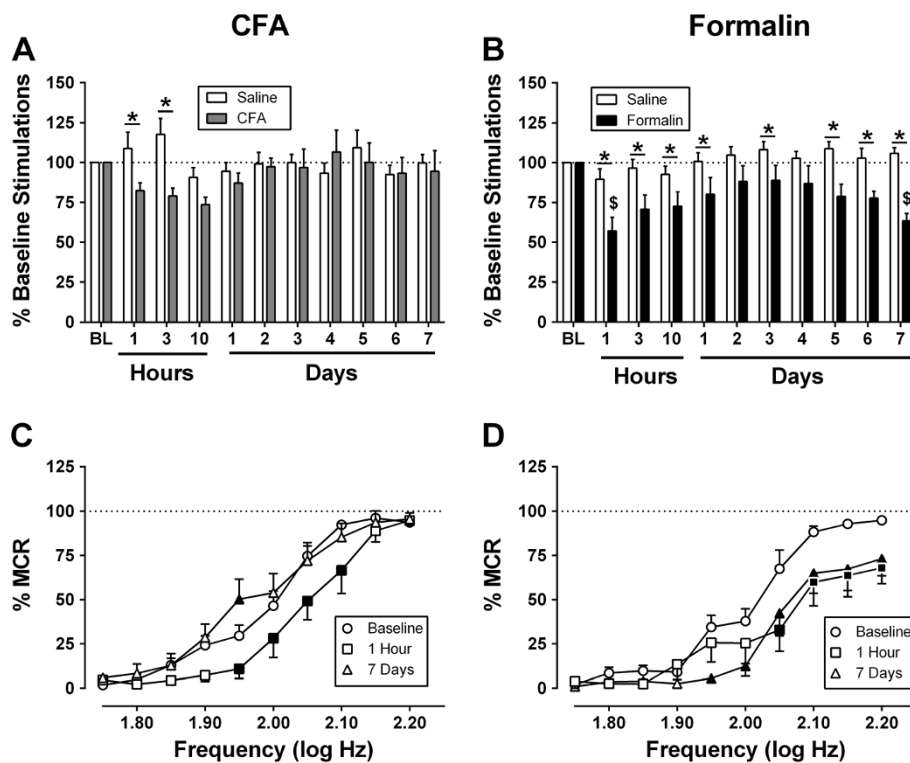 CFA
Formalin
A
% Baseline Stimulations
150
125
100
75
50
25
0
* *
Saline
CFA
BL 1 3 10 1 2 3 4 5 6 7
Hours Days
B
% Baseline Stimulations
150
125
100
75
50
25
0
Saline
Formalin
* * * * * * * *
$ $
BL 1 3 10 1 2 3 4 5 6 7
Hours Days
C
% MCR
125
100
75
50
25
0
Baseline
1 Hour
7 Days
1.80 1.90 2.00 2.10 2.20
Frequency (log Hz)
D
% MCR
125
100
75
50
25
0
Baseline
1 Hour
7 Days
1.80 1.90 2.00 2.10 2.20
Frequency (log Hz)